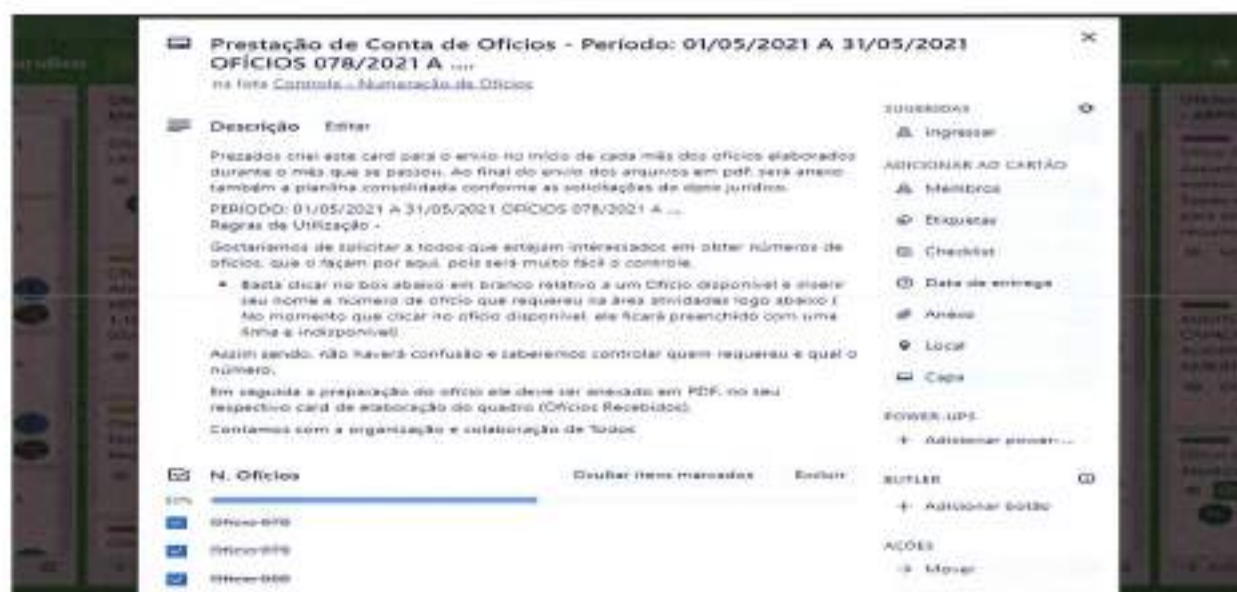 Prestação de Conta de Ofícios - Período: 01/05/2021 A 31/05/2021
OFÍCIOS 078/2021 A ....
na lista Controle - Numeração de Ofícios
Descrição Editar
Prezados criei este card para o envio no início de cada mês dos ofícios elaborados
durante o mês que se passou. Ao final do envio dos arquivos em pdf, será anexo
também a planilha consolidada conforme as solicitações do jurídico.
PERÍODO: 01/05/2021 A 31/05/2021 OFÍCIOS 078/2021 A ...
Regras de Utilização -
Gostaríamos de solicitar a todos que estejam interessados em obter números de
ofícios, que o façam por aqui, pois será muito fácil o controle.
• Basta clicar no box abaixo em branco relativo a um Ofício disponível e inserir
seu nome e número de ofício que requereu na área atividades logo abaixo (
No momento que clicar no ofício disponível, ele ficará preenchido com uma
linha e indisponível)
Assim sendo, não haverá confusão e saberemos controlar quem requereu e qual o
número.
Em seguida a preparação do ofício ele deve ser anexado em PDF, no seu
respectivo card de elaboração do quadro (Ofícios Recebidos).
Contamos com a organização e colaboração de Todos
N. Ofícios Ocultar itens marcados Excluir
Ofício 078
Ofício 079
Ofício 080
SUGERIDAS
Ingressar
ADICIONAR AO CARTÃO
Membros
Etiquetas
Checklist
Data de entrega
Anexo
Local
Capa
POWER-UPS
+ Adicionar power-...
BUTLER
+ Adicionar botão
AÇÕES
→ Mover